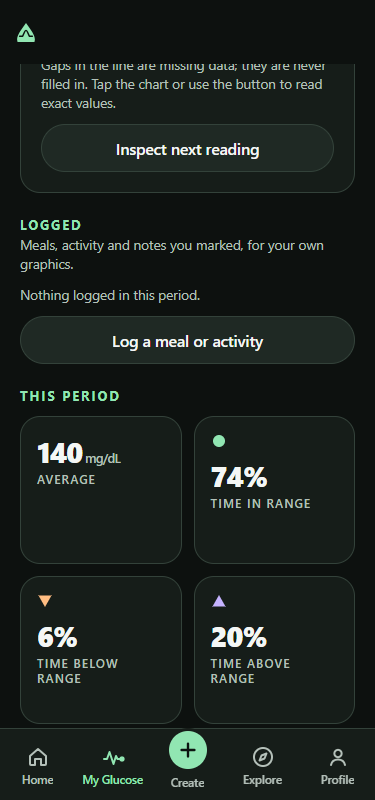 Gaps in the line are missing data; they are never
filled in. Tap the chart or use the button to read
exact values.
Inspect next reading
LOGGED
Meals, activity and notes you marked, for your own
graphics.
Nothing logged in this period.
Log a meal or activity
THIS PERIOD
140 mg/dL
AVERAGE
74%
TIME IN RANGE
6%
TIME BELOW
RANGE
20%
TIME ABOVE
RANGE
Home
My Glucose
Create
Explore
Profile